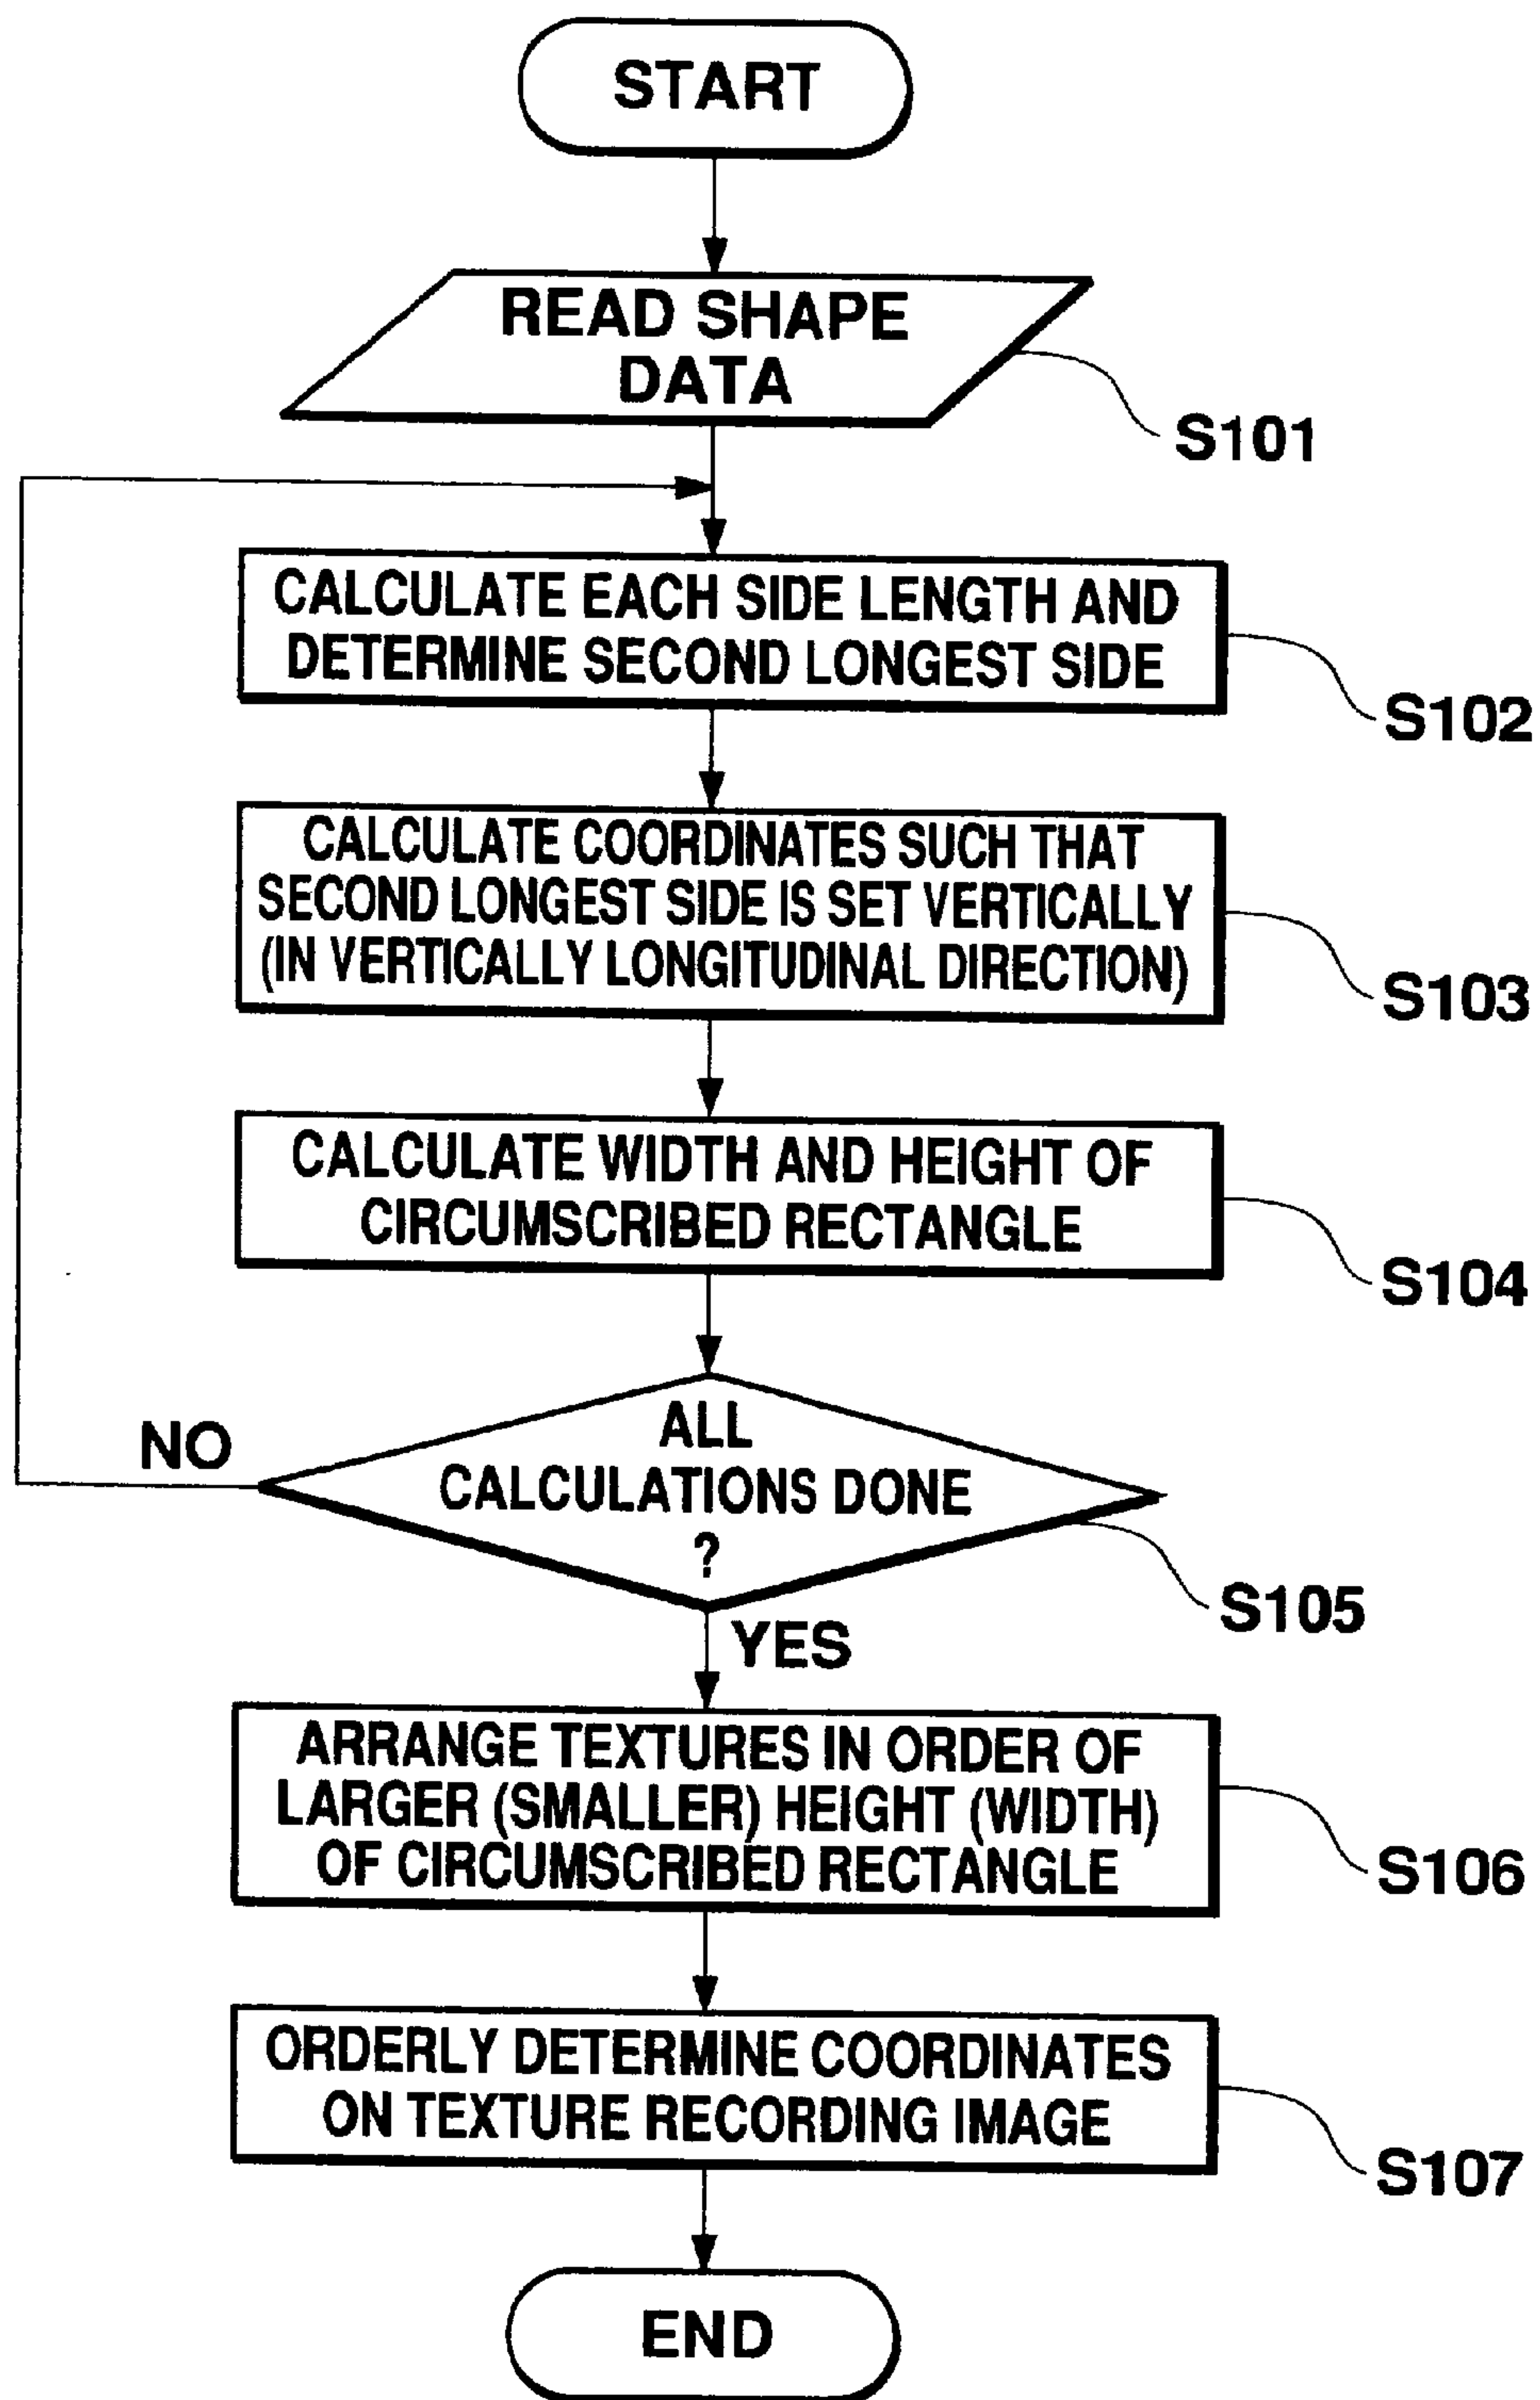 START
READ SHAPE
DATA
S101
CALCULATE EACH SIDE LENGTH AND
DETERMINE SECOND LONGEST SIDE
S102
CALCULATE COORDINATES SUCH THAT
SECOND LONGEST SIDE IS SET VERTICALLY
(IN VERTICALLY LONGITUDINAL DIRECTION)
S103
CALCULATE WIDTH AND HEIGHT OF
CIRCUMSCRIBED RECTANGLE
S104
ALL
CALCULATIONS DONE
?
NO
S105
YES
ARRANGE TEXTURES IN ORDER OF
LARGER (SMALLER) HEIGHT (WIDTH)
OF CIRCUMSCRIBED RECTANGLE
S106
ORDERLY DETERMINE COORDINATES
ON TEXTURE RECORDING IMAGE
S107
END